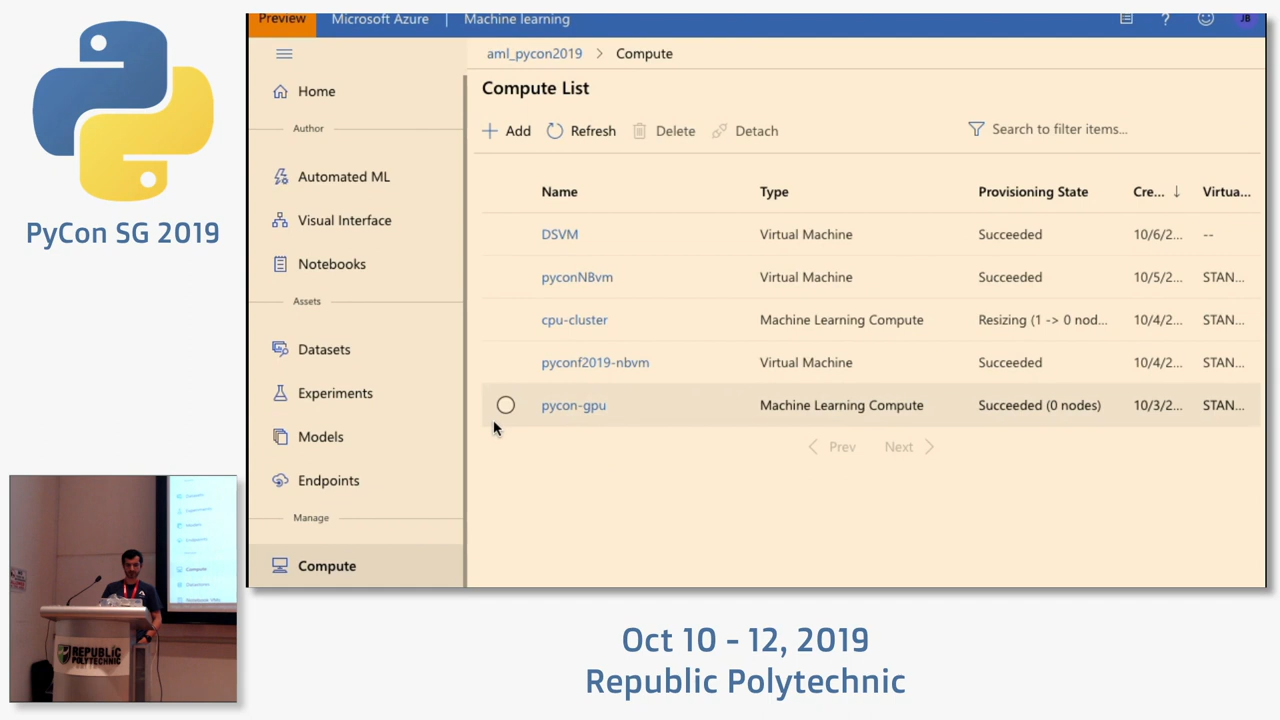 PyCon SG 2019
Preview
Microsoft Azure | Machine learning
JB
aml_pycon2019 > Compute
Compute List
Add
Refresh
Delete
Detach
Search to filter items...
Home
Author
Automated ML
Visual Interface
Notebooks
Assets
Datasets
Experiments
Models
Endpoints
Manage
Compute
Name Type Provisioning State Cre... ↓ Virtua...
DSVM Virtual Machine Succeeded 10/6/2... --
pyconNBvm Virtual Machine Succeeded 10/5/2... STAN...
cpu-cluster Machine Learning Compute Resizing (1 -> 0 nod... 10/4/2... STAN...
pyconf2019-nbvm Virtual Machine Succeeded 10/4/2... STAN...
pycon-gpu Machine Learning Compute Succeeded (0 nodes) 10/3/2... STAN...
< Prev Next >
Compute
REPUBLIC
POLYTECHNIC
Oct 10 - 12, 2019
Republic Polytechnic